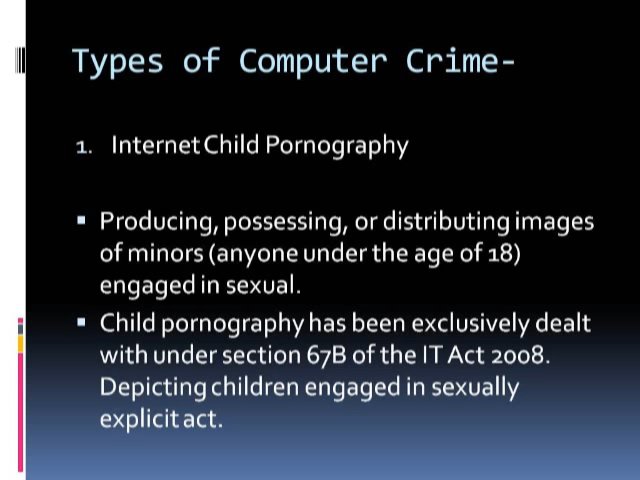 Types of Computer Crime-
1. Internet Child Pornography
▪ Producing, possessing, or distributing images
of minors (anyone under the age of 18)
engaged in sexual.
▪ Child pornography has been exclusively dealt
with under section 67B of the IT Act 2008.
Depicting children engaged in sexually
explicit act.